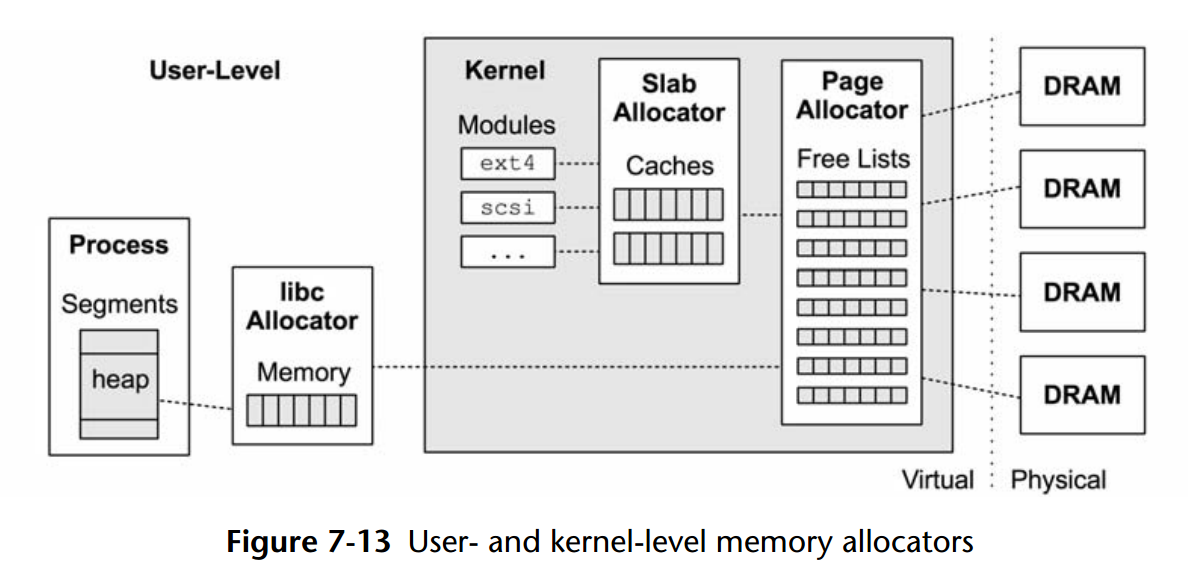 User-Level
Process
Segments
heap
libc
Allocator
Memory
Kernel
Modules
ext4
scsi
...
Slab
Allocator
Caches
Page
Allocator
Free Lists
DRAM
DRAM
DRAM
DRAM
Virtual
Physical
Figure 7-13 User- and kernel-level memory allocators